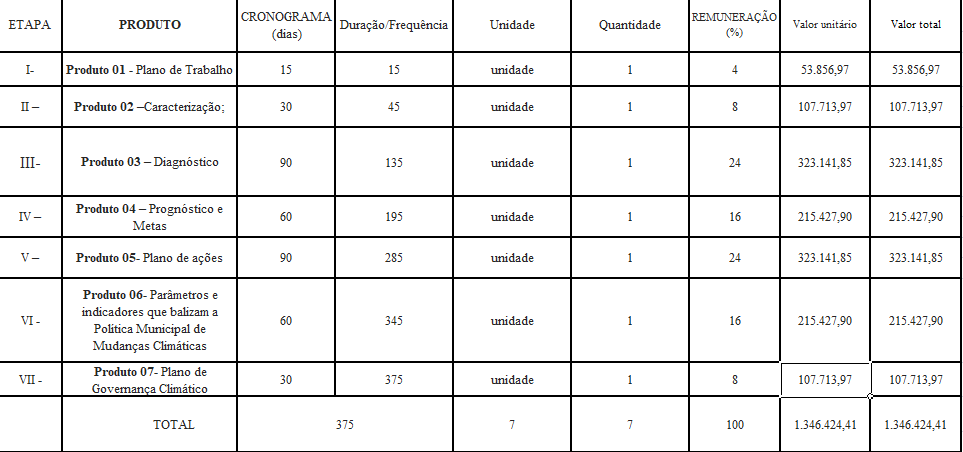 ETAPA PRODUTO CRONOGRAMA (dias) Duração/Frequência Unidade Quantidade REMUNERAÇÃO (%) Valor unitário Valor total
I- Produto 01 - Plano de Trabalho 15 15 unidade 1 4 53.856,97 53.856,97
II – Produto 02 –Caracterização; 30 45 unidade 1 8 107.713,97 107.713,97
III- Produto 03 – Diagnóstico 90 135 unidade 1 24 323.141,85 323.141,85
IV – Produto 04 – Prognóstico e Metas 60 195 unidade 1 16 215.427,90 215.427,90
V – Produto 05- Plano de ações 90 285 unidade 1 24 323.141,85 323.141,85
VI - Produto 06- Parâmetros e indicadores que balizam a Política Municipal de Mudanças Climáticas 60 345 unidade 1 16 215.427,90 215.427,90
VII - Produto 07- Plano de Governança Climático 30 375 unidade 1 8 107.713,97 107.713,97
TOTAL 375 7 7 100 1.346.424,41 1.346.424,41